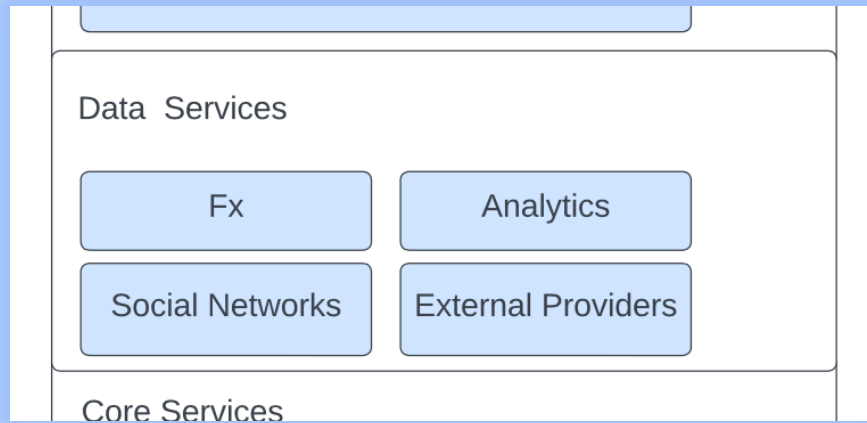 Data  Services
Fx
Analytics
Social Networks
External Providers
Core Services